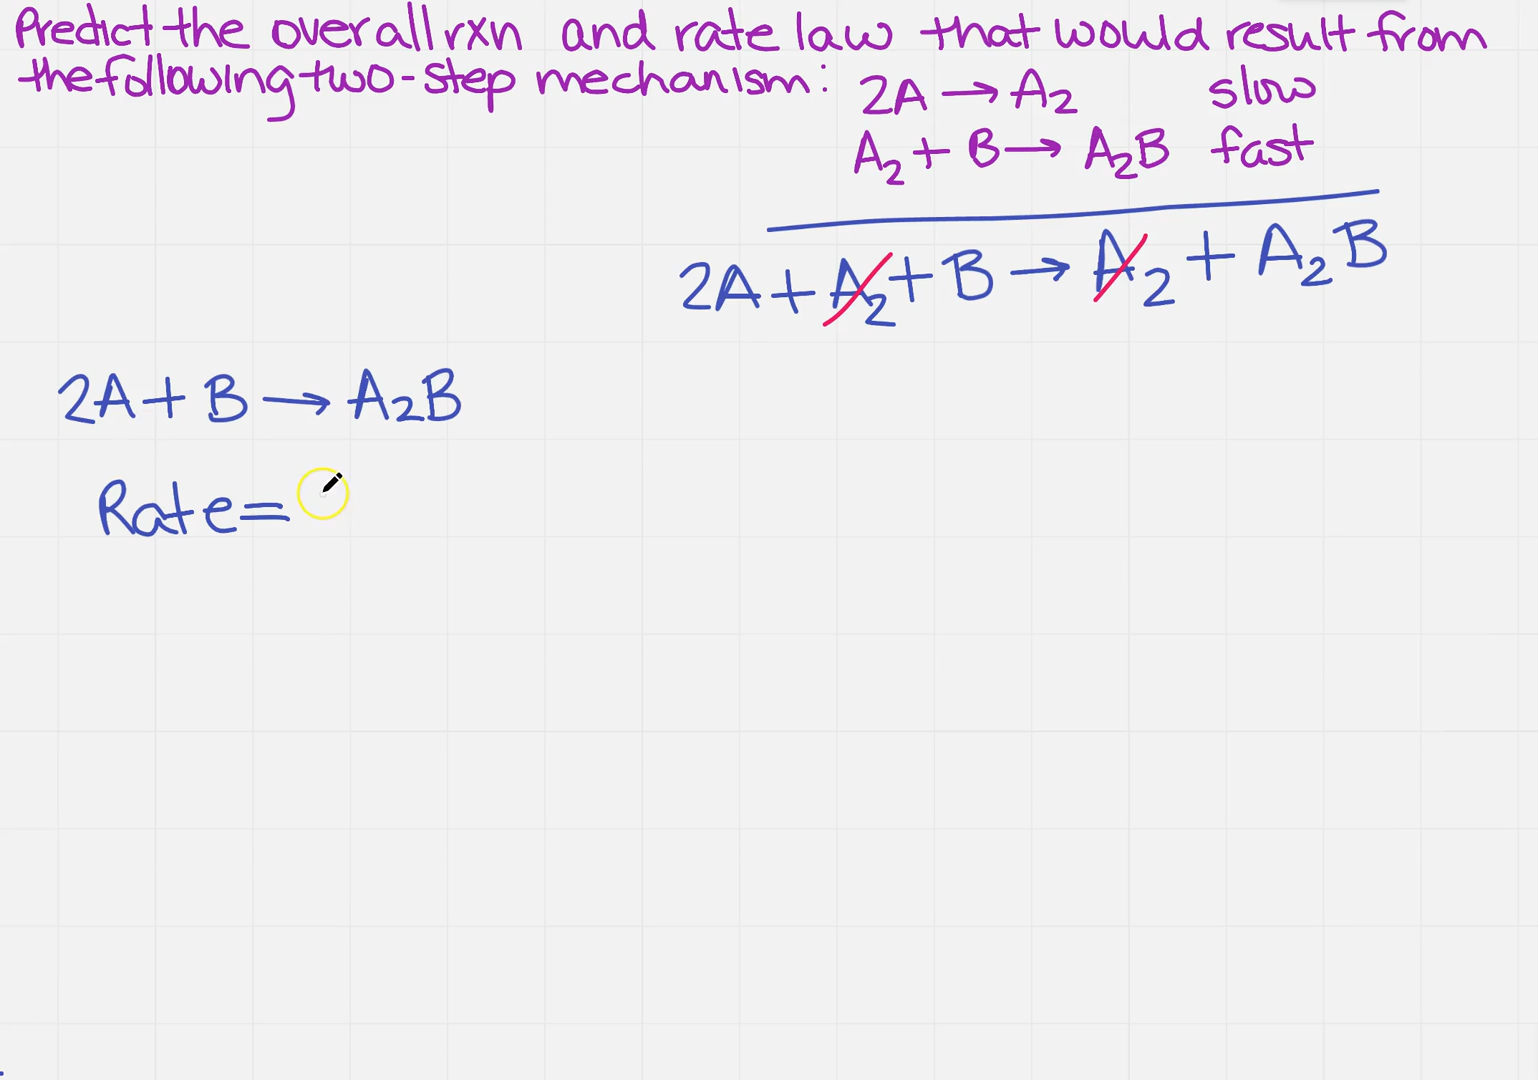 Predict the overall rxn and rate law that would result from
the following two-step mechanism: 2A → A₂ slow
A₂ + B → A₂B fast
2A + A₂ + B → A₂ + A₂B
2A + B → A₂B
Rate =